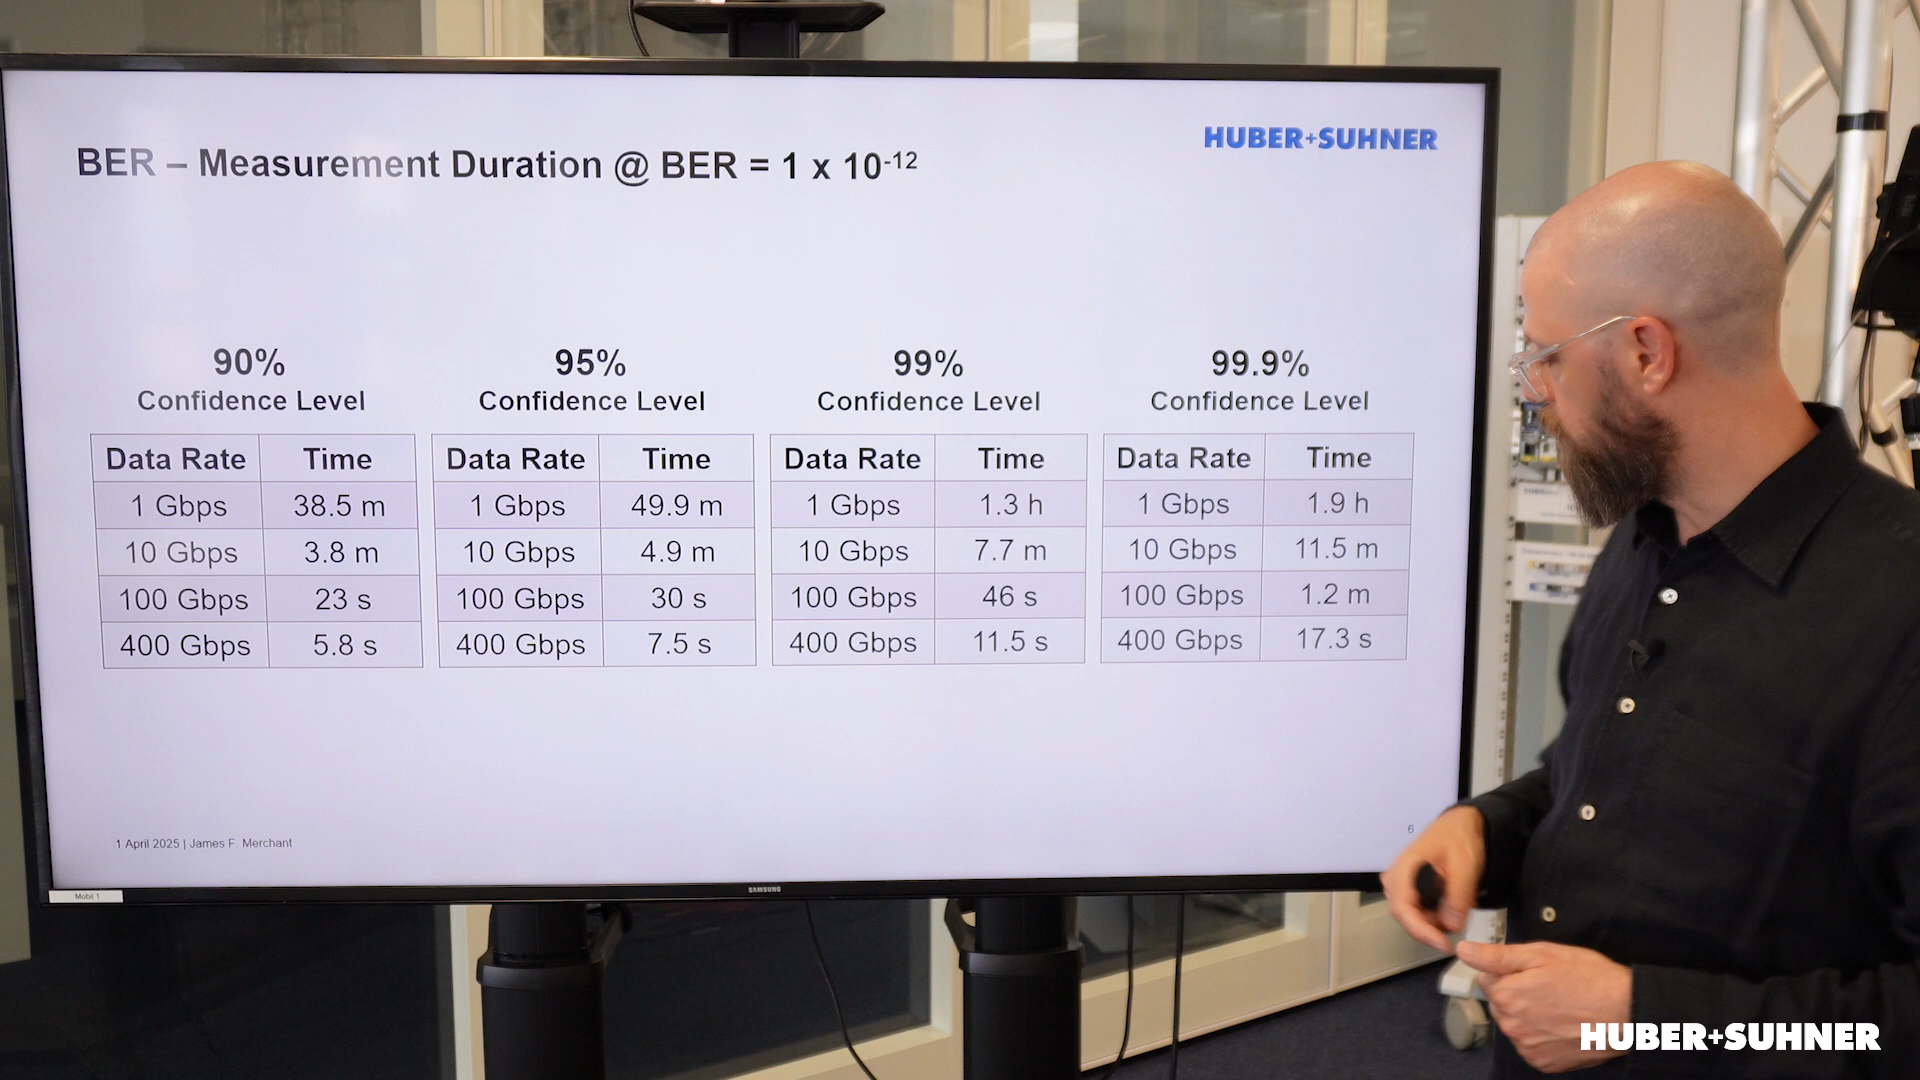 HUBER+SUHNER
BER – Measurement Duration @ BER = 1 x 10⁻¹²
90%
Confidence Level
Data Rate Time
1 Gbps 38.5 m
10 Gbps 3.8 m
100 Gbps 23 s
400 Gbps 5.8 s
95%
Confidence Level
Data Rate Time
1 Gbps 49.9 m
10 Gbps 4.9 m
100 Gbps 30 s
400 Gbps 7.5 s
99%
Confidence Level
Data Rate Time
1 Gbps 1.3 h
10 Gbps 7.7 m
100 Gbps 46 s
400 Gbps 11.5 s
99.9%
Confidence Level
Data Rate Time
1 Gbps 1.9 h
10 Gbps 11.5 m
100 Gbps 1.2 m
400 Gbps 17.3 s
1 April 2025 | James F. Merchant
6
Mobil 1
SAMSUNG
HUBER+SUHNER